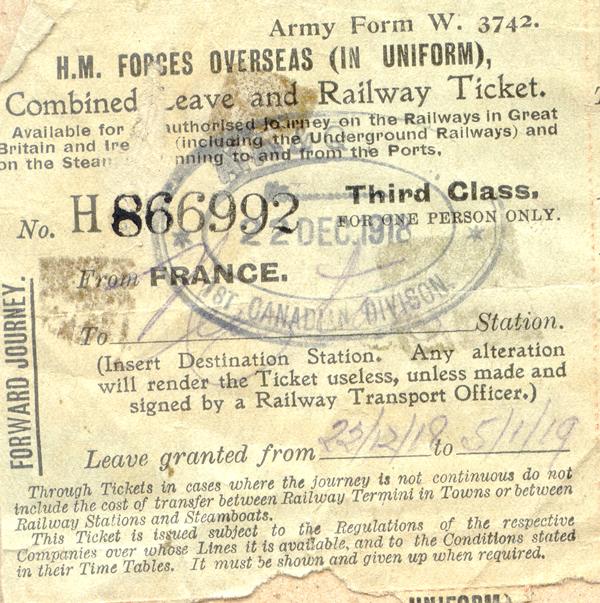 Army Form W. 3742.
H.M. FORCES OVERSEAS (IN UNIFORM),
Combined Leave and Railway Ticket.
Available for authorised journey on the Railways in Great
Britain and Ire (including the Underground Railways) and
on the Steam nning to and from the Ports.
No. H 866992
Third Class.
FOR ONE PERSON ONLY.
22 DEC. 1918
1ST. CANADIAN DIVISON.
From FRANCE.
To Station.
(Insert Destination Station. Any alteration
will render the Ticket useless, unless made and
signed by a Railway Transport Officer.)
FORWARD JOURNEY.
Leave granted from 23/12/18 to 5/1/19
Through Tickets in cases where the journey is not continuous do not
include the cost of transfer between Railway Termini in Towns or between
Railway Stations and Steamboats.
This Ticket is issued subject to the Regulations of the respective
Companies over whose Lines it is available, and to the Conditions stated
in their Time Tables. It must be shown and given up when required.
UNIFORM)